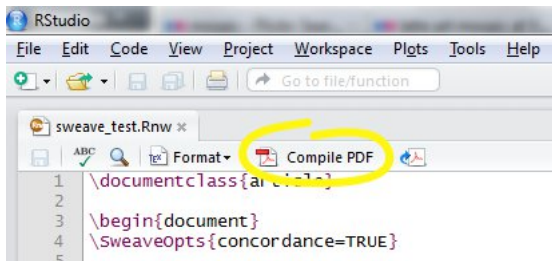 RStudio
File Edit Code View Project Workspace Plots Tools Help
Go to file/function
sweave_test.Rnw
ABC Format Compile PDF
1 \documentclass{article}
2
3 \begin{document}
4 \SweaveOpts{concordance=TRUE}
5